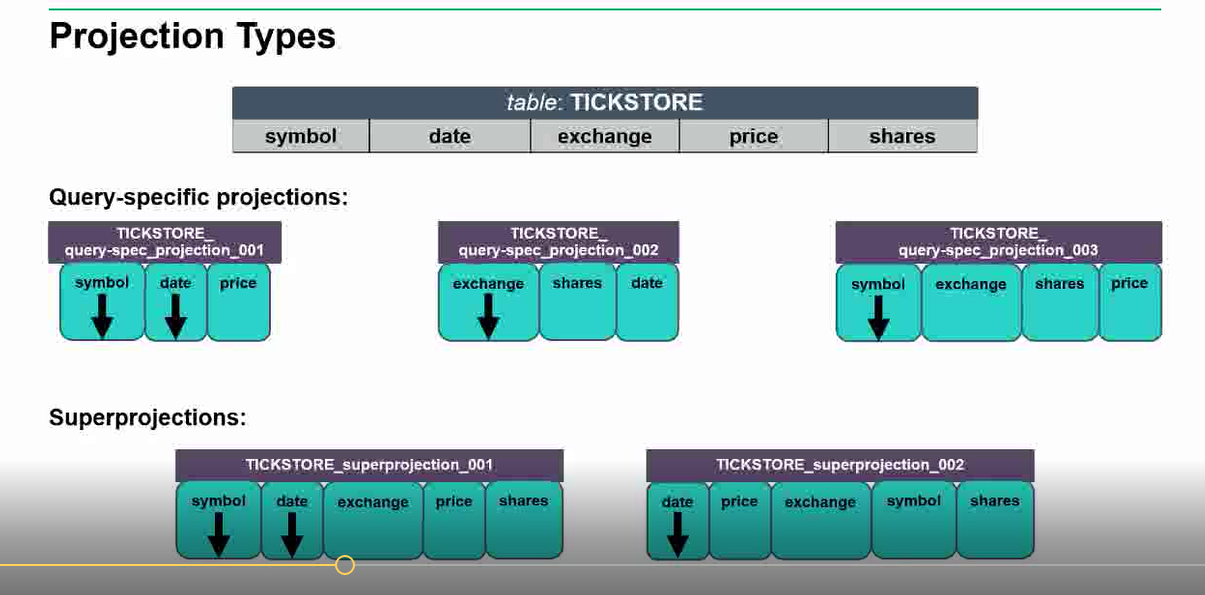 Projection Types
table: TICKSTORE
symbol date exchange price shares
Query-specific projections:
TICKSTORE_
query-spec_projection_001
symbol date price
TICKSTORE_
query-spec_projection_002
exchange shares date
TICKSTORE_
query-spec_projection_003
symbol exchange shares price
Superprojections:
TICKSTORE_superprojection_001
symbol date exchange price shares
TICKSTORE_superprojection_002
date price exchange symbol shares